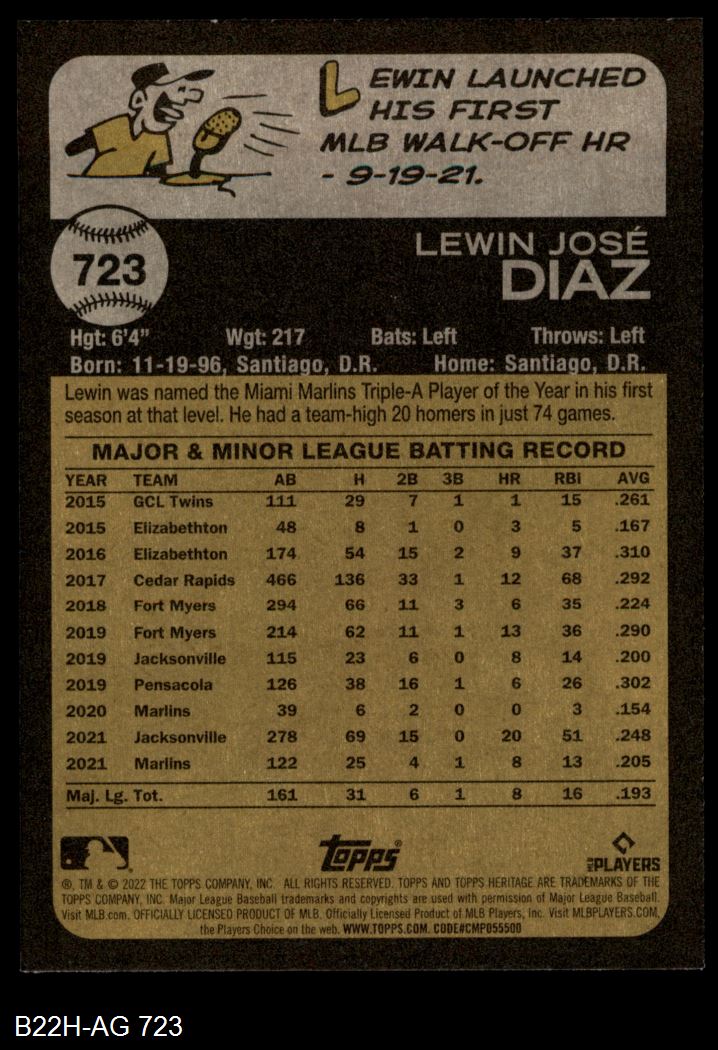 LEWIN LAUNCHED
HIS FIRST
MLB WALK-OFF HR
- 9-19-21.
723
LEWIN JOSÉ
DIAZ
Hgt: 6'4" Wgt: 217 Bats: Left Throws: Left
Born: 11-19-96, Santiago, D.R. Home: Santiago, D.R.
Lewin was named the Miami Marlins Triple-A Player of the Year in his first
season at that level. He had a team-high 20 homers in just 74 games.
MAJOR & MINOR LEAGUE BATTING RECORD
YEAR TEAM AB H 2B 3B HR RBI AVG
2015 GCL Twins 111 29 7 1 1 15 .261
2015 Elizabethton 48 8 1 0 3 5 .167
2016 Elizabethton 174 54 15 2 9 37 .310
2017 Cedar Rapids 466 136 33 1 12 68 .292
2018 Fort Myers 294 66 11 3 6 35 .224
2019 Fort Myers 214 62 11 1 13 36 .290
2019 Jacksonville 115 23 6 0 8 14 .200
2019 Pensacola 126 38 16 1 6 26 .302
2020 Marlins 39 6 2 0 0 3 .154
2021 Jacksonville 278 69 15 0 20 51 .248
2021 Marlins 122 25 4 1 8 13 .205
Maj. Lg. Tot. 161 31 6 1 8 16 .193
Topps®
MLB PLAYERS
®, TM & © 2022 THE TOPPS COMPANY, INC. ALL RIGHTS RESERVED. TOPPS AND TOPPS HERITAGE ARE TRADEMARKS OF THE
TOPPS COMPANY, INC. Major League Baseball trademarks and copyrights are used with permission of Major League Baseball.
Visit MLB.com. OFFICIALLY LICENSED PRODUCT OF MLB. Officially Licensed Product of MLB Players, Inc. Visit MLBPLAYERS.COM,
the Players Choice on the web. WWW.TOPPS.COM. CODE#CMP055500
B22H-AG 723